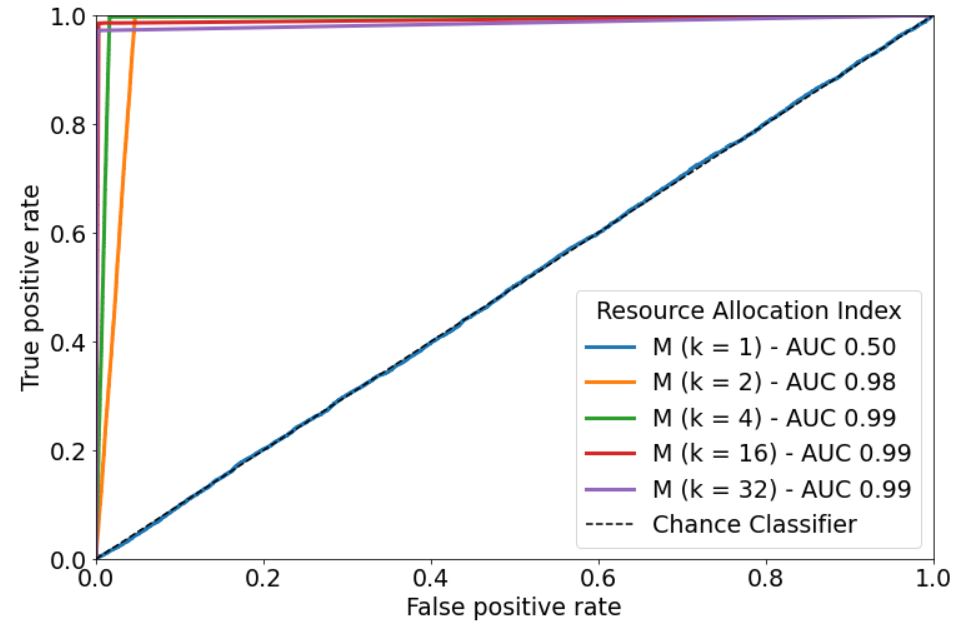 1.0
0.8
0.6
0.4
0.2
0.0
True positive rate
0.0 0.2 0.4 0.6 0.8 1.0
False positive rate
Resource Allocation Index
M (k = 1) - AUC 0.50
M (k = 2) - AUC 0.98
M (k = 4) - AUC 0.99
M (k = 16) - AUC 0.99
M (k = 32) - AUC 0.99
Chance Classifier